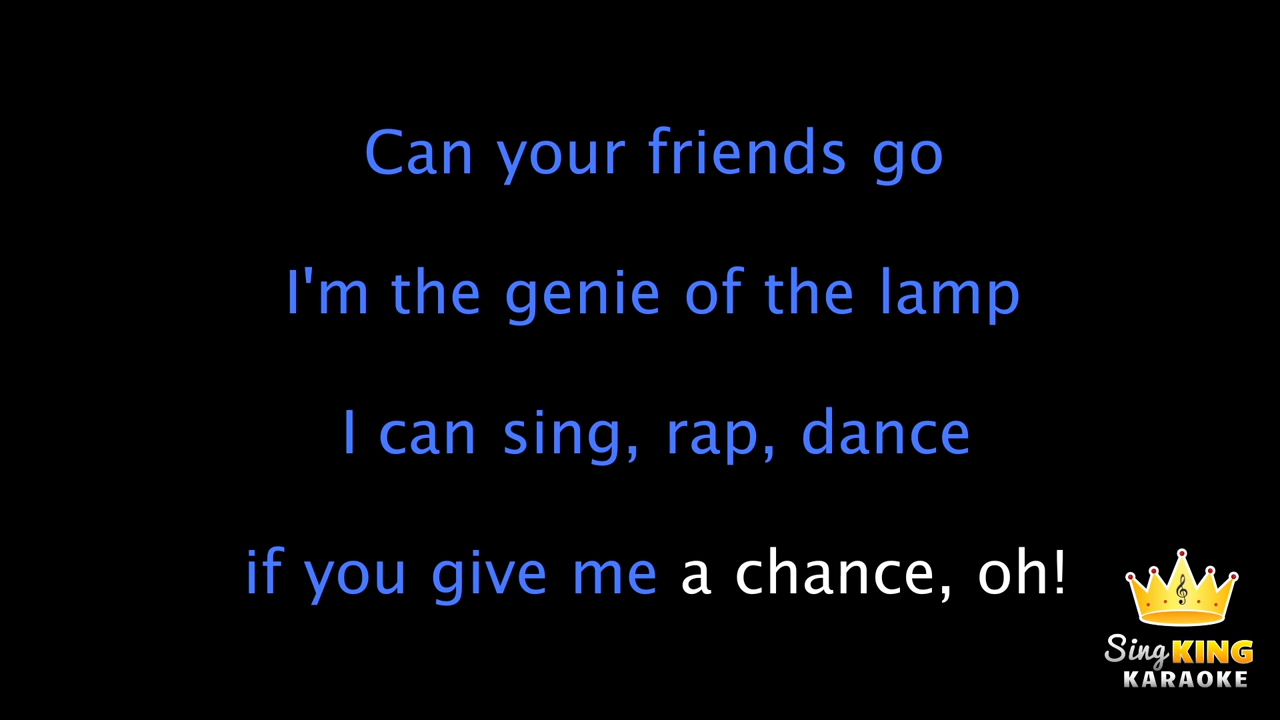 Can your friends go
I'm the genie of the lamp
I can sing, rap, dance
if you give me a chance, oh!
Sing KING
KARAOKE